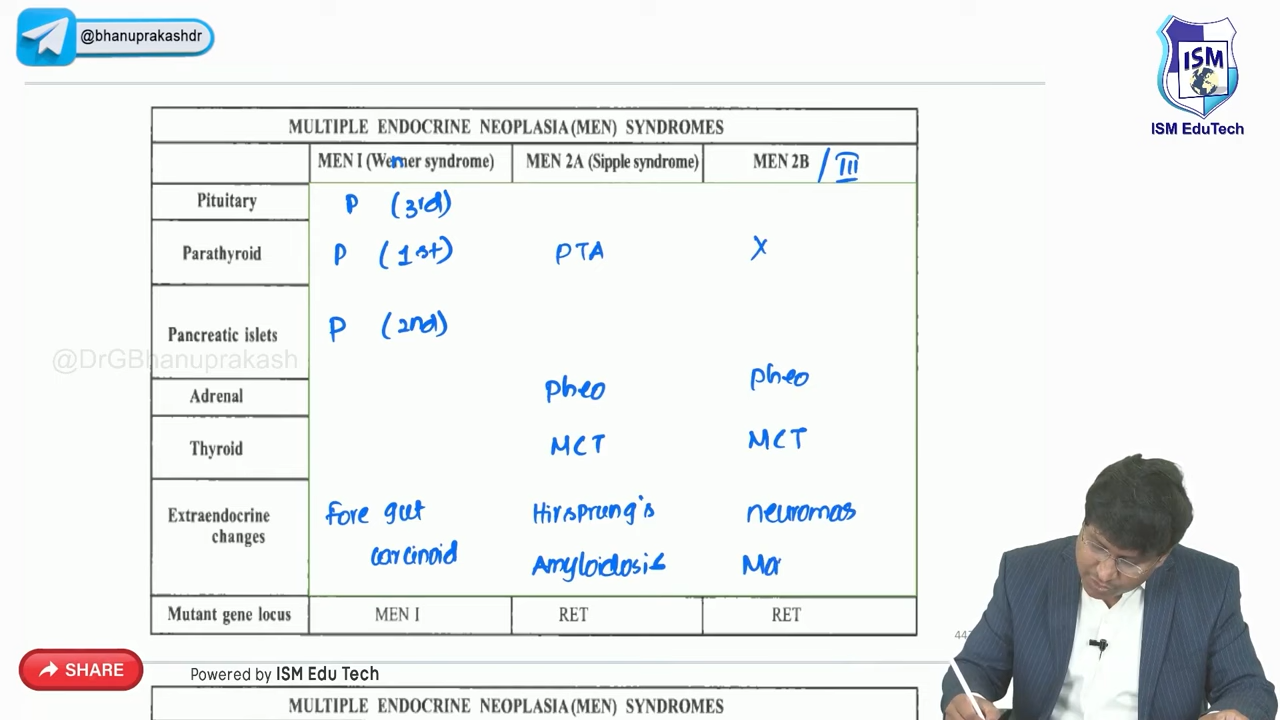 @bhanuprakashdr
ISM
ISM EduTech
MULTIPLE ENDOCRINE NEOPLASIA (MEN) SYNDROMES
MEN I (Wermer syndrome) MEN 2A (Sipple syndrome) MEN 2B / III
Pituitary P (3rd)
Parathyroid P (1st) PTA X
Pancreatic islets P (2nd)
@DrGBhanuprakash
Adrenal Pheo Pheo
Thyroid MCT MCT
Extraendocrine changes
Fore gut Hirsprung's neuromas
carcinoid Amyloidosis Mar
Mutant gene locus MEN I RET RET
SHARE
Powered by ISM Edu Tech
MULTIPLE ENDOCRINE NEOPLASIA (MEN) SYNDROMES